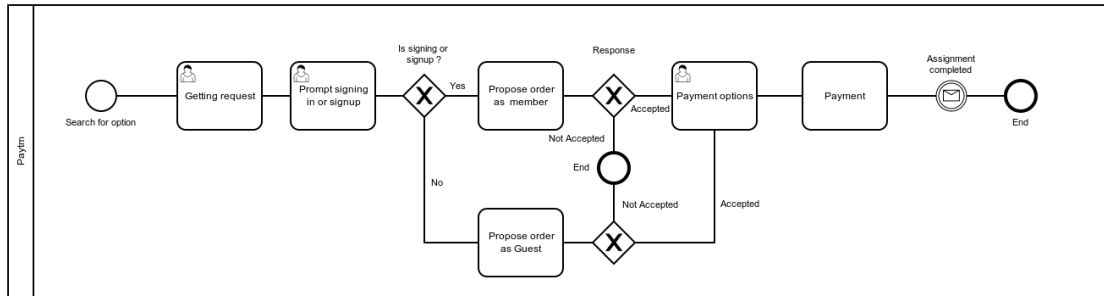 Paytm
Search for option
Getting request
Prompt signing
in or signup
Is signing or
signup ?
Yes
No
Propose order
as member
Response
Accepted
Not Accepted
End
Not Accepted
Propose order
as Guest
Accepted
Payment options
Payment
Assignment
completed
End